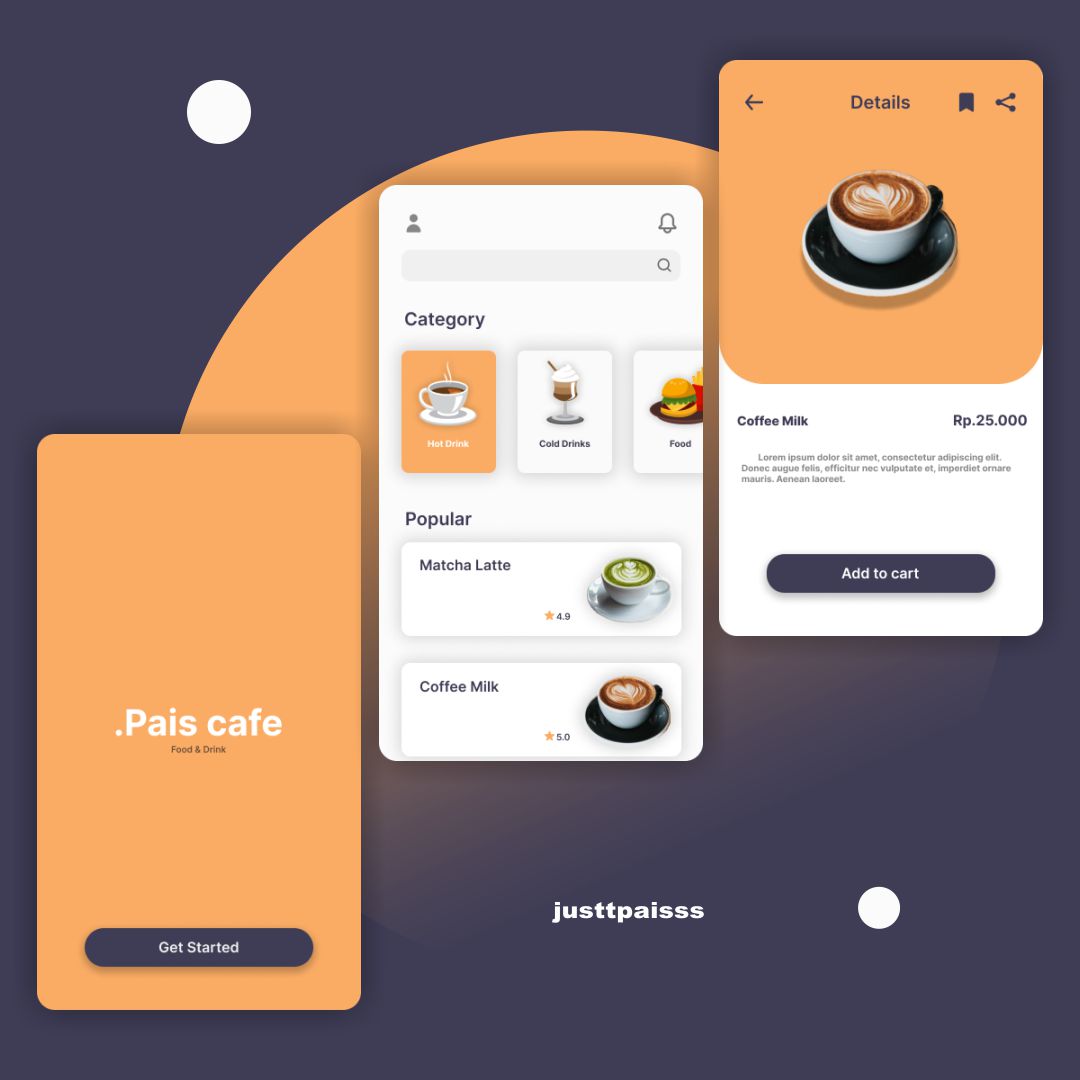 .Pais cafe
Food & Drink
Get Started
Category
Hot Drink
Cold Drinks
Food
Popular
Matcha Latte
4.9
Coffee Milk
5.0
Details
Coffee Milk
Rp.25.000
Lorem ipsum dolor sit amet, consectetur adipiscing elit.
Donec augue felis, efficitur nec vulputate et, imperdiet ornare
mauris. Aenean laoreet.
Add to cart
justtpaisss